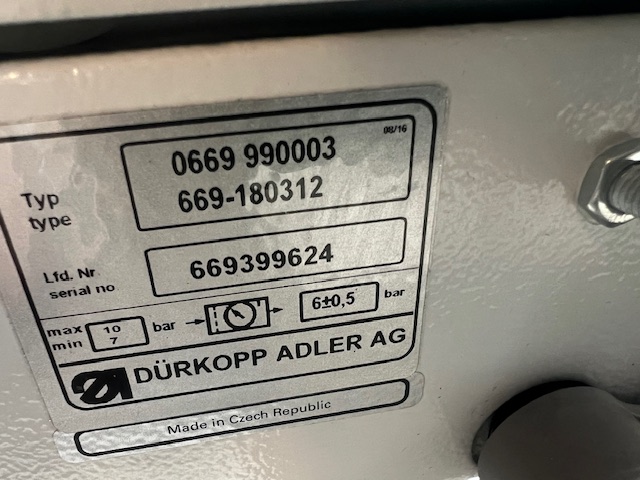 08/16
Typ
type
0669 990003
669-180312
Lfd. Nr.
serial no
669399624
max 10 bar 6±0,5 bar
min 7
DÜRKOPP ADLER AG
Made in Czech Republic